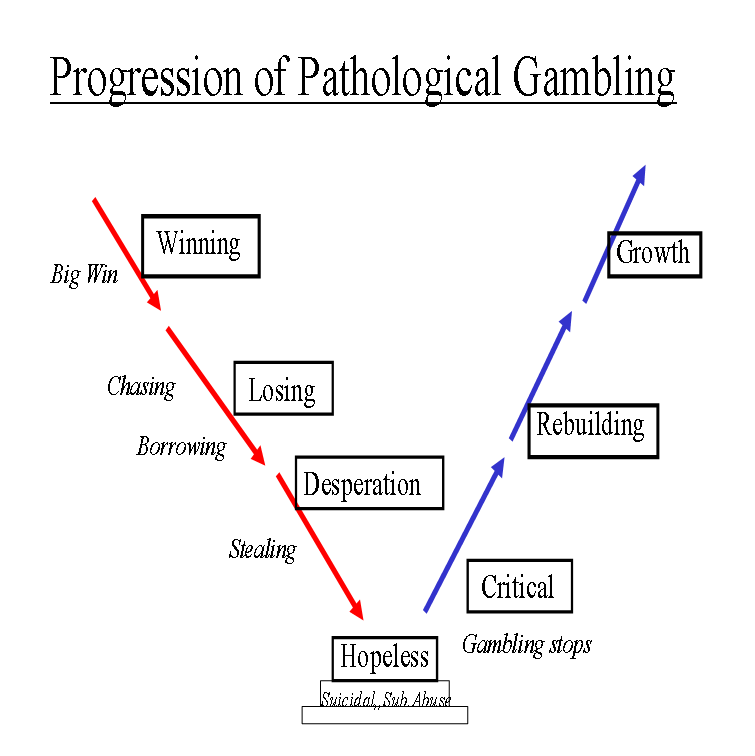 Progression of Pathological Gambling
Winning
Big Win
Growth
Chasing
Losing
Borrowing
Rebuilding
Desperation
Stealing
Critical
Gambling stops
Hopeless
Suicidal,, Sub Abuse